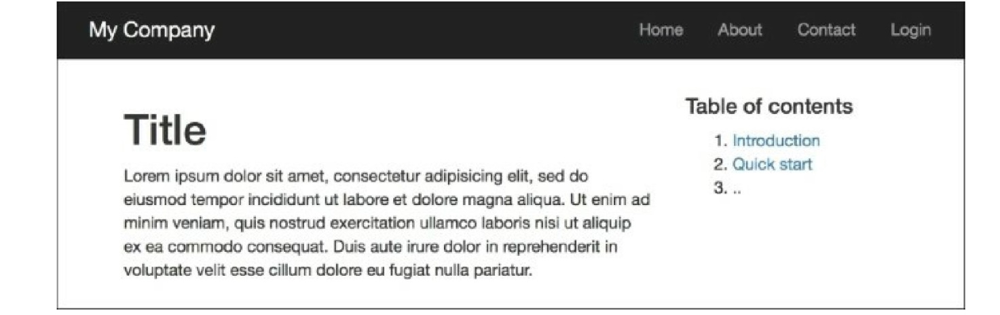 My Company
Home About Contact Login
Title
Lorem ipsum dolor sit amet, consectetur adipisicing elit, sed do
eiusmod tempor incididunt ut labore et dolore magna aliqua. Ut enim ad
minim veniam, quis nostrud exercitation ullamco laboris nisi ut aliquip
ex ea commodo consequat. Duis aute irure dolor in reprehenderit in
voluptate velit esse cillum dolore eu fugiat nulla pariatur.
Table of contents
1. Introduction
2. Quick start
3. ..